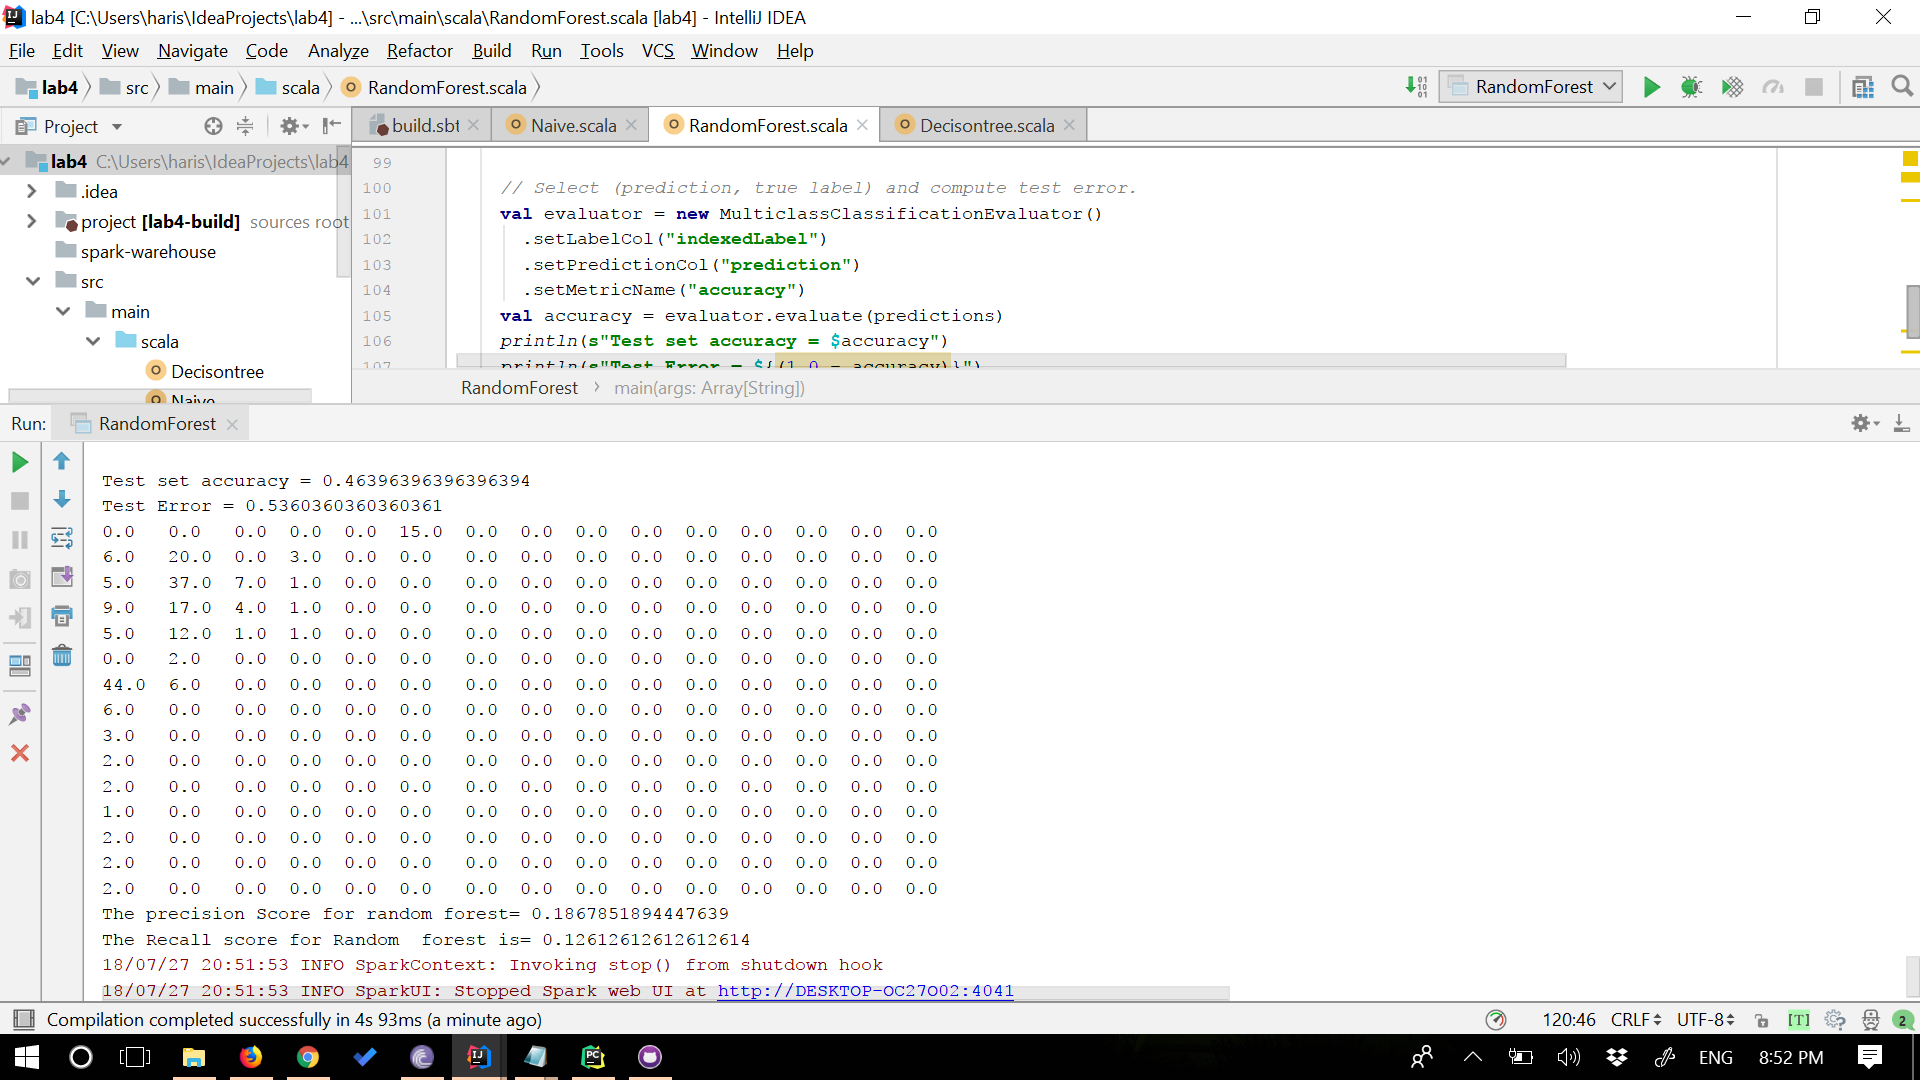 lab4 [C:\Users\haris\IdeaProjects\lab4] - ...\src\main\scala\RandomForest.scala [lab4] - IntelliJ IDEA
File Edit View Navigate Code Analyze Refactor Build Run Tools VCS Window Help
lab4 src main scala RandomForest.scala RandomForest
Project build.sbt Naive.scala RandomForest.scala Decisontree.scala
lab4 C:\Users\haris\IdeaProjects\lab4
.idea
project [lab4-build] sources root
spark-warehouse
src
main
scala
Decisontree
Naive
99
100 // Select (prediction, true label) and compute test error.
101 val evaluator = new MulticlassClassificationEvaluator()
102 .setLabelCol("indexedLabel")
103 .setPredictionCol("prediction")
104 .setMetricName("accuracy")
105 val accuracy = evaluator.evaluate(predictions)
106 println(s"Test set accuracy = $accuracy")
107 println(s"Test Error = ${(1.0 - accuracy)}")
RandomForest main(args: Array[String])
Run: RandomForest
Test set accuracy = 0.46396396396396394
Test Error = 0.5360360360360361
0.0 0.0 0.0 0.0 0.0 15.0 0.0 0.0 0.0 0.0 0.0 0.0 0.0 0.0 0.0
6.0 20.0 0.0 3.0 0.0 0.0 0.0 0.0 0.0 0.0 0.0 0.0 0.0 0.0 0.0
5.0 37.0 7.0 1.0 0.0 0.0 0.0 0.0 0.0 0.0 0.0 0.0 0.0 0.0 0.0
9.0 17.0 4.0 1.0 0.0 0.0 0.0 0.0 0.0 0.0 0.0 0.0 0.0 0.0 0.0
5.0 12.0 1.0 1.0 0.0 0.0 0.0 0.0 0.0 0.0 0.0 0.0 0.0 0.0 0.0
0.0 2.0 0.0 0.0 0.0 0.0 0.0 0.0 0.0 0.0 0.0 0.0 0.0 0.0 0.0
44.0 6.0 0.0 0.0 0.0 0.0 0.0 0.0 0.0 0.0 0.0 0.0 0.0 0.0 0.0
6.0 0.0 0.0 0.0 0.0 0.0 0.0 0.0 0.0 0.0 0.0 0.0 0.0 0.0 0.0
3.0 0.0 0.0 0.0 0.0 0.0 0.0 0.0 0.0 0.0 0.0 0.0 0.0 0.0 0.0
2.0 0.0 0.0 0.0 0.0 0.0 0.0 0.0 0.0 0.0 0.0 0.0 0.0 0.0 0.0
2.0 0.0 0.0 0.0 0.0 0.0 0.0 0.0 0.0 0.0 0.0 0.0 0.0 0.0 0.0
1.0 0.0 0.0 0.0 0.0 0.0 0.0 0.0 0.0 0.0 0.0 0.0 0.0 0.0 0.0
2.0 0.0 0.0 0.0 0.0 0.0 0.0 0.0 0.0 0.0 0.0 0.0 0.0 0.0 0.0
2.0 0.0 0.0 0.0 0.0 0.0 0.0 0.0 0.0 0.0 0.0 0.0 0.0 0.0 0.0
2.0 0.0 0.0 0.0 0.0 0.0 0.0 0.0 0.0 0.0 0.0 0.0 0.0 0.0 0.0
The precision Score for random forest= 0.1867851894447639
The Recall score for Random  forest is= 0.12612612612612614
18/07/27 20:51:53 INFO SparkContext: Invoking stop() from shutdown hook
18/07/27 20:51:53 INFO SparkUI: Stopped Spark web UI at http://DESKTOP-OC27O02:4041
Compilation completed successfully in 4s 93ms (a minute ago) 120:46 CRLF UTF-8 [T] 2
ENG 8:52 PM